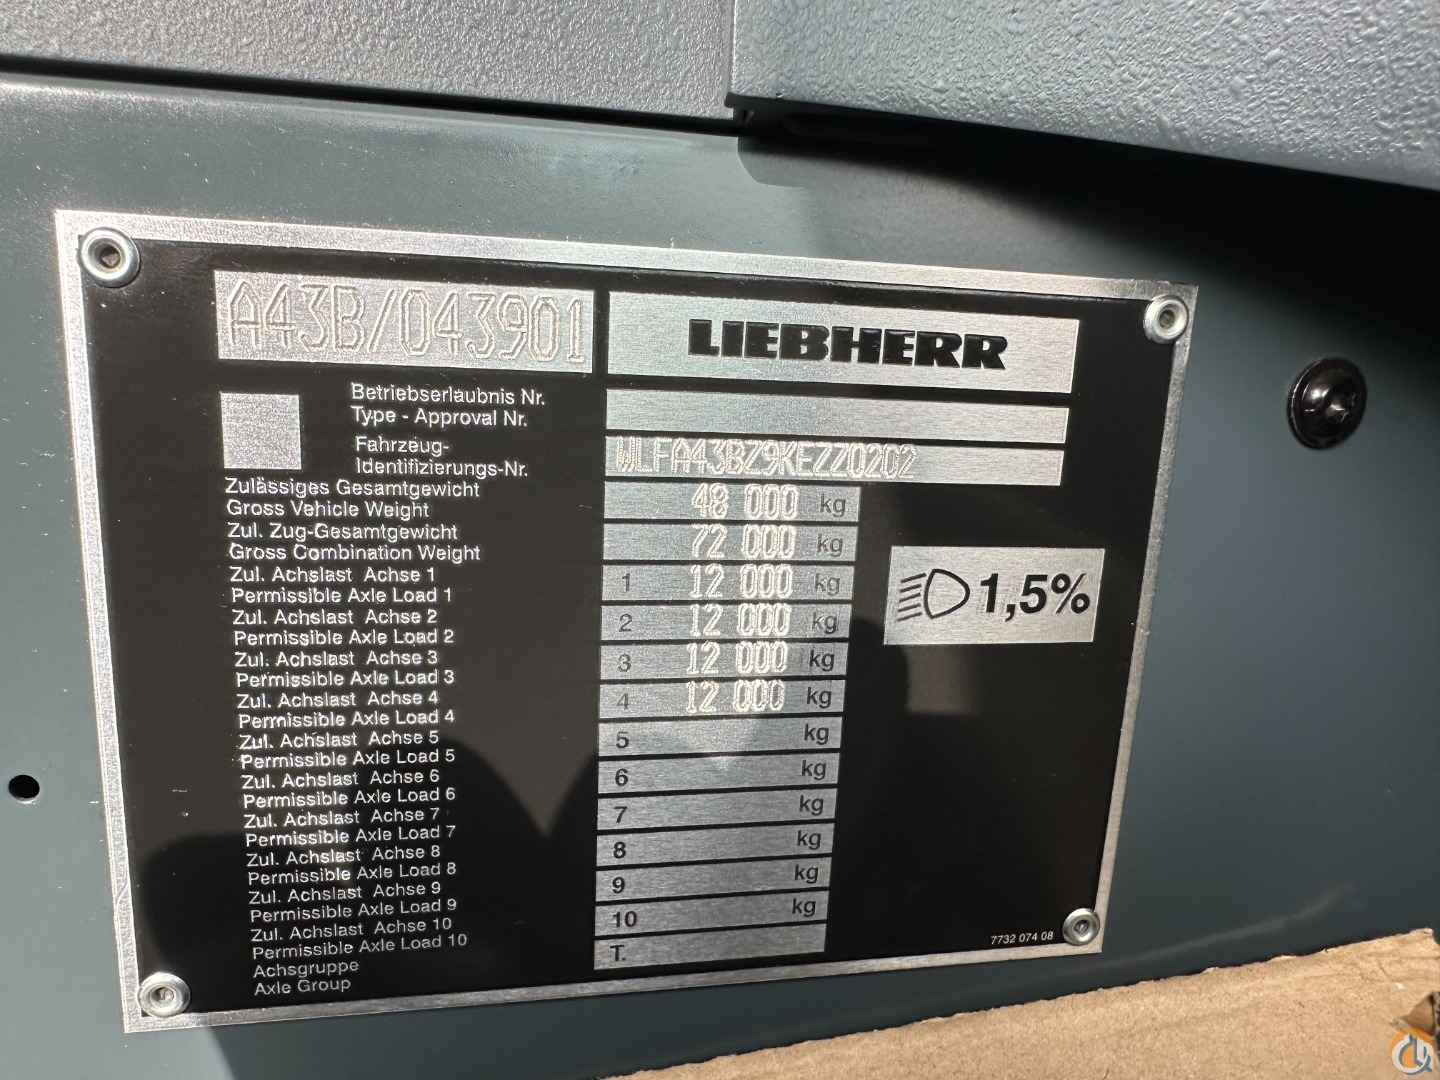 A43B/043901
LIEBHERR
Betriebserlaubnis Nr.
Type - Approval Nr.
Fahrzeug-
Identifizierungs-Nr.
WLFA43BZ9KEZZ0202
Zulässiges Gesamtgewicht
Gross Vehicle Weight
48 000 kg
Zul. Zug-Gesamtgewicht
Gross Combination Weight
72 000 kg
Zul. Achslast Achse 1
Permissible Axle Load 1
1 12 000 kg
Zul. Achslast Achse 2
Permissible Axle Load 2
2 12 000 kg
Zul. Achslast Achse 3
Permissible Axle Load 3
3 12 000 kg
Zul. Achslast Achse 4
Permissible Axle Load 4
4 12 000 kg
Zul. Achslast Achse 5
Permissible Axle Load 5
5 kg
Zul. Achslast Achse 6
Permissible Axle Load 6
6 kg
Zul. Achslast Achse 7
Permissible Axle Load 7
7 kg
Zul. Achslast Achse 8
Permissible Axle Load 8
8 kg
Zul. Achslast Achse 9
Permissible Axle Load 9
9 kg
Zul. Achslast Achse 10
Permissible Axle Load 10
10 kg
Achsgruppe
Axle Group
T.
1,5%
7732 074 08